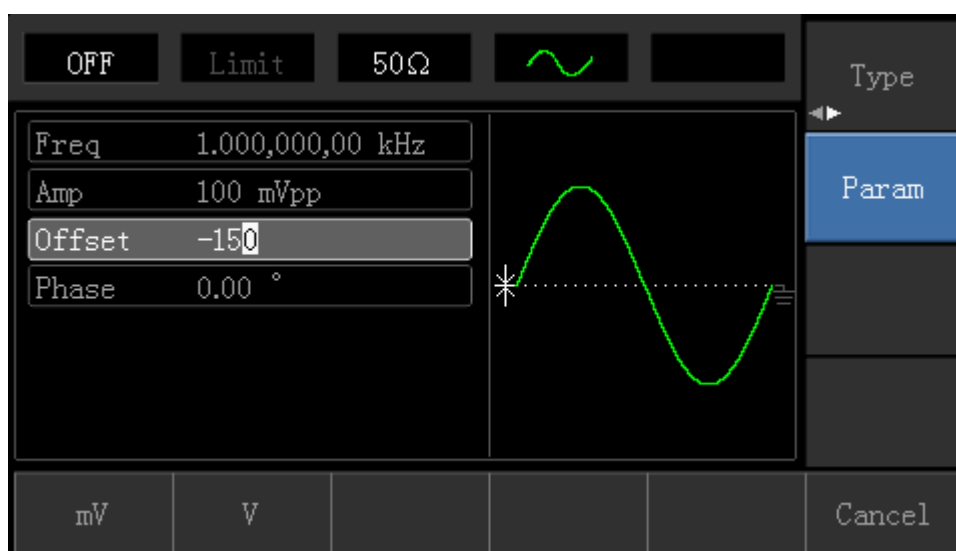 OFF Limit 50Ω
Type
Freq 1.000,000,00 kHz
Amp 100 mVpp
Param
Offset -150
Phase 0.00 °
mV V Cancel